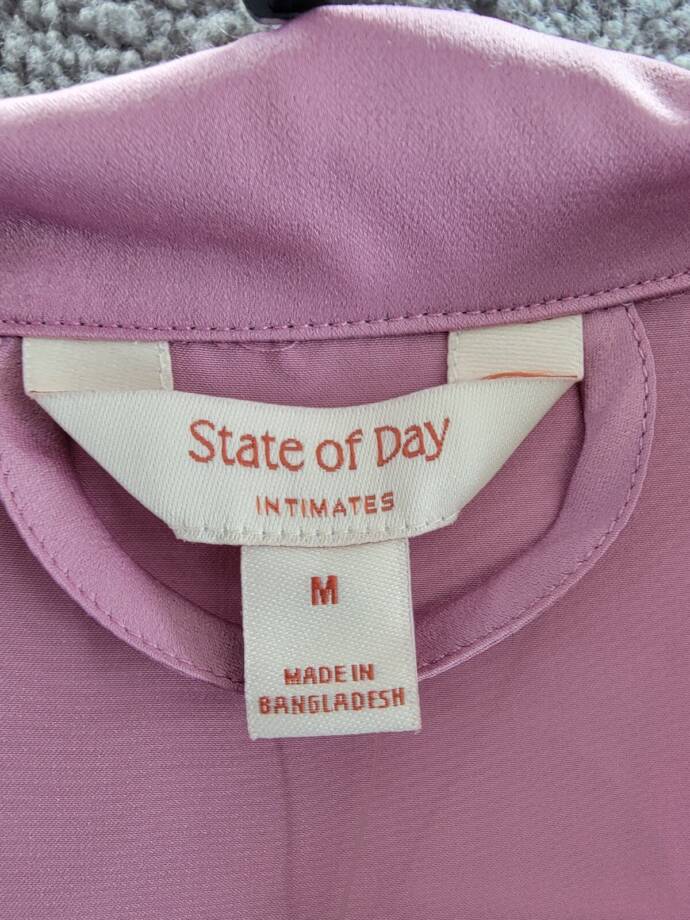 State of Day
INTIMATES
M
MADE IN
BANGLADESH